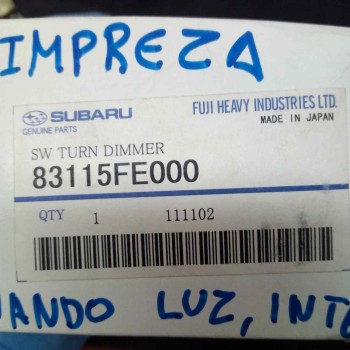 IMPREZA
SUBARU
GENUINE PARTS
FUJI HEAVY INDUSTRIES LTD.
MADE IN JAPAN
SW TURN DIMMER
83115FE000
QTY 1 111102
LUZ,